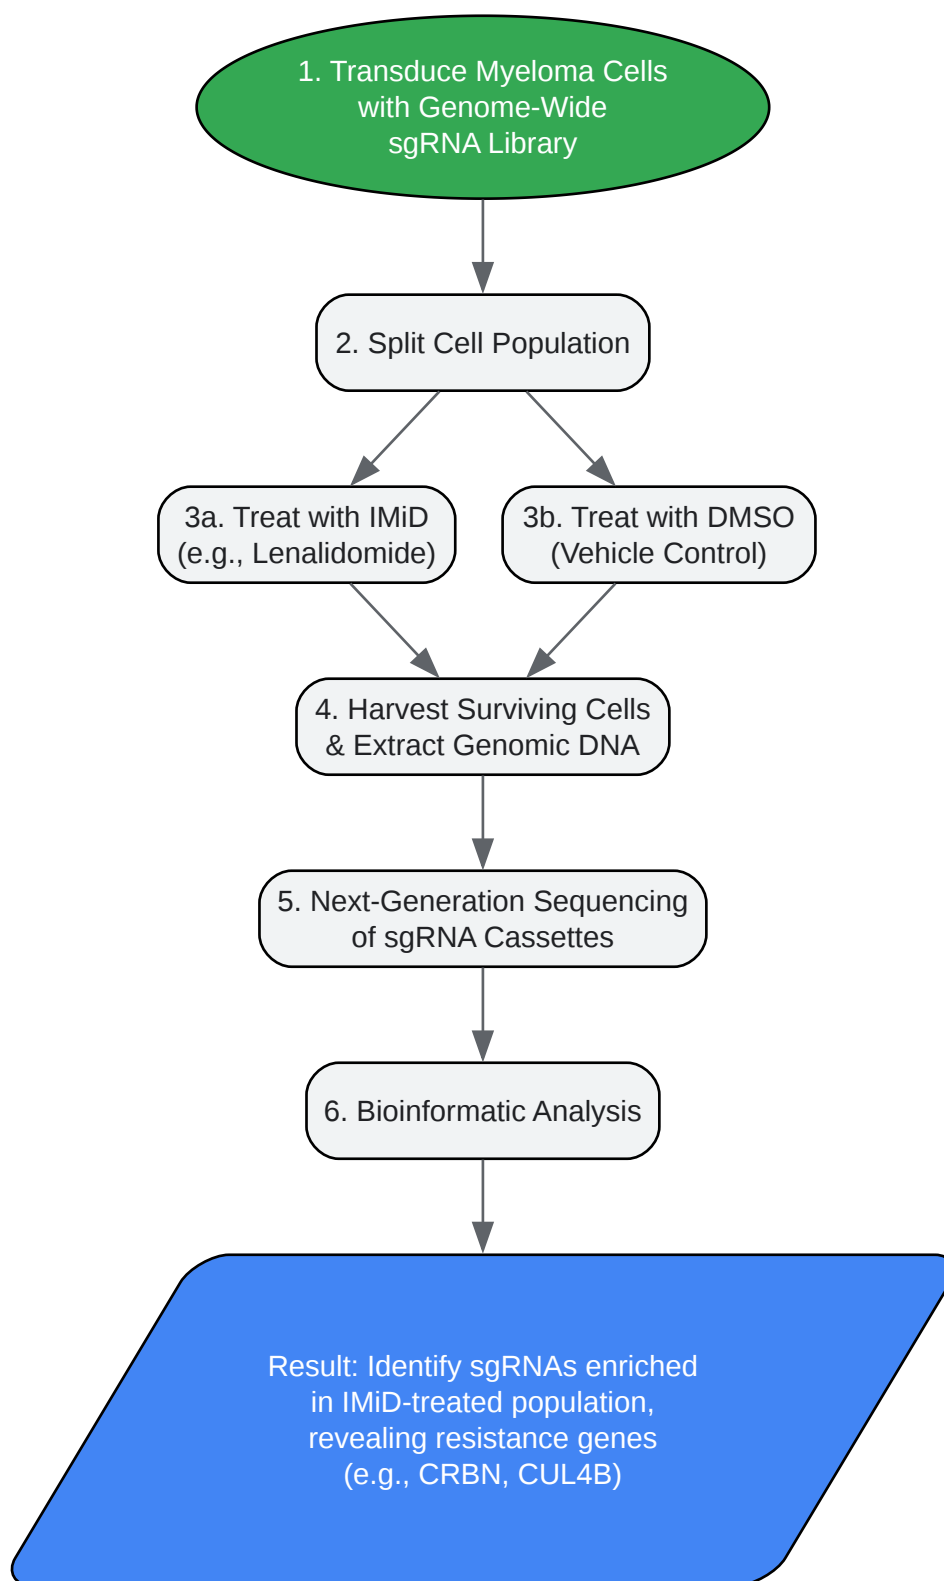 1. Transduce Myeloma Cells
with Genome-Wide
sgRNA Library
2. Split Cell Population
3a. Treat with IMiD
(e.g., Lenalidomide)
3b. Treat with DMSO
(Vehicle Control)
4. Harvest Surviving Cells
& Extract Genomic DNA
5. Next-Generation Sequencing
of sgRNA Cassettes
6. Bioinformatic Analysis
Result: Identify sgRNAs enriched
in IMiD-treated population,
revealing resistance genes
(e.g., CRBN, CUL4B)